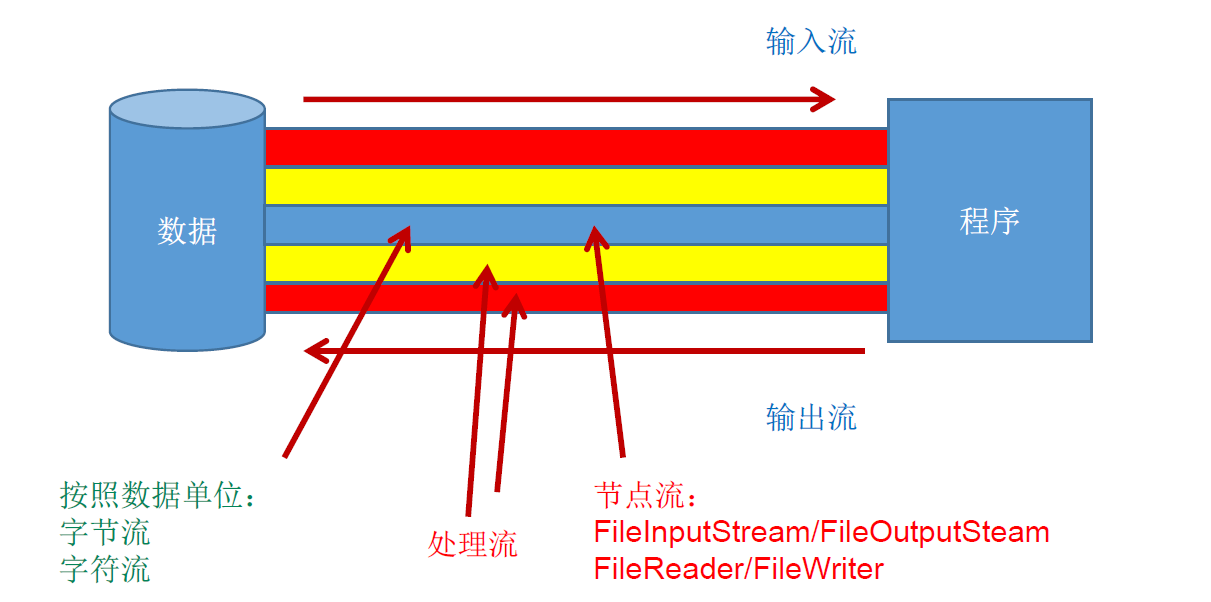 输入流
数据
程序
输出流
按照数据单位：
字节流
字符流
处理流
节点流：
FileInputStream/FileOutputSteam
FileReader/FileWriter